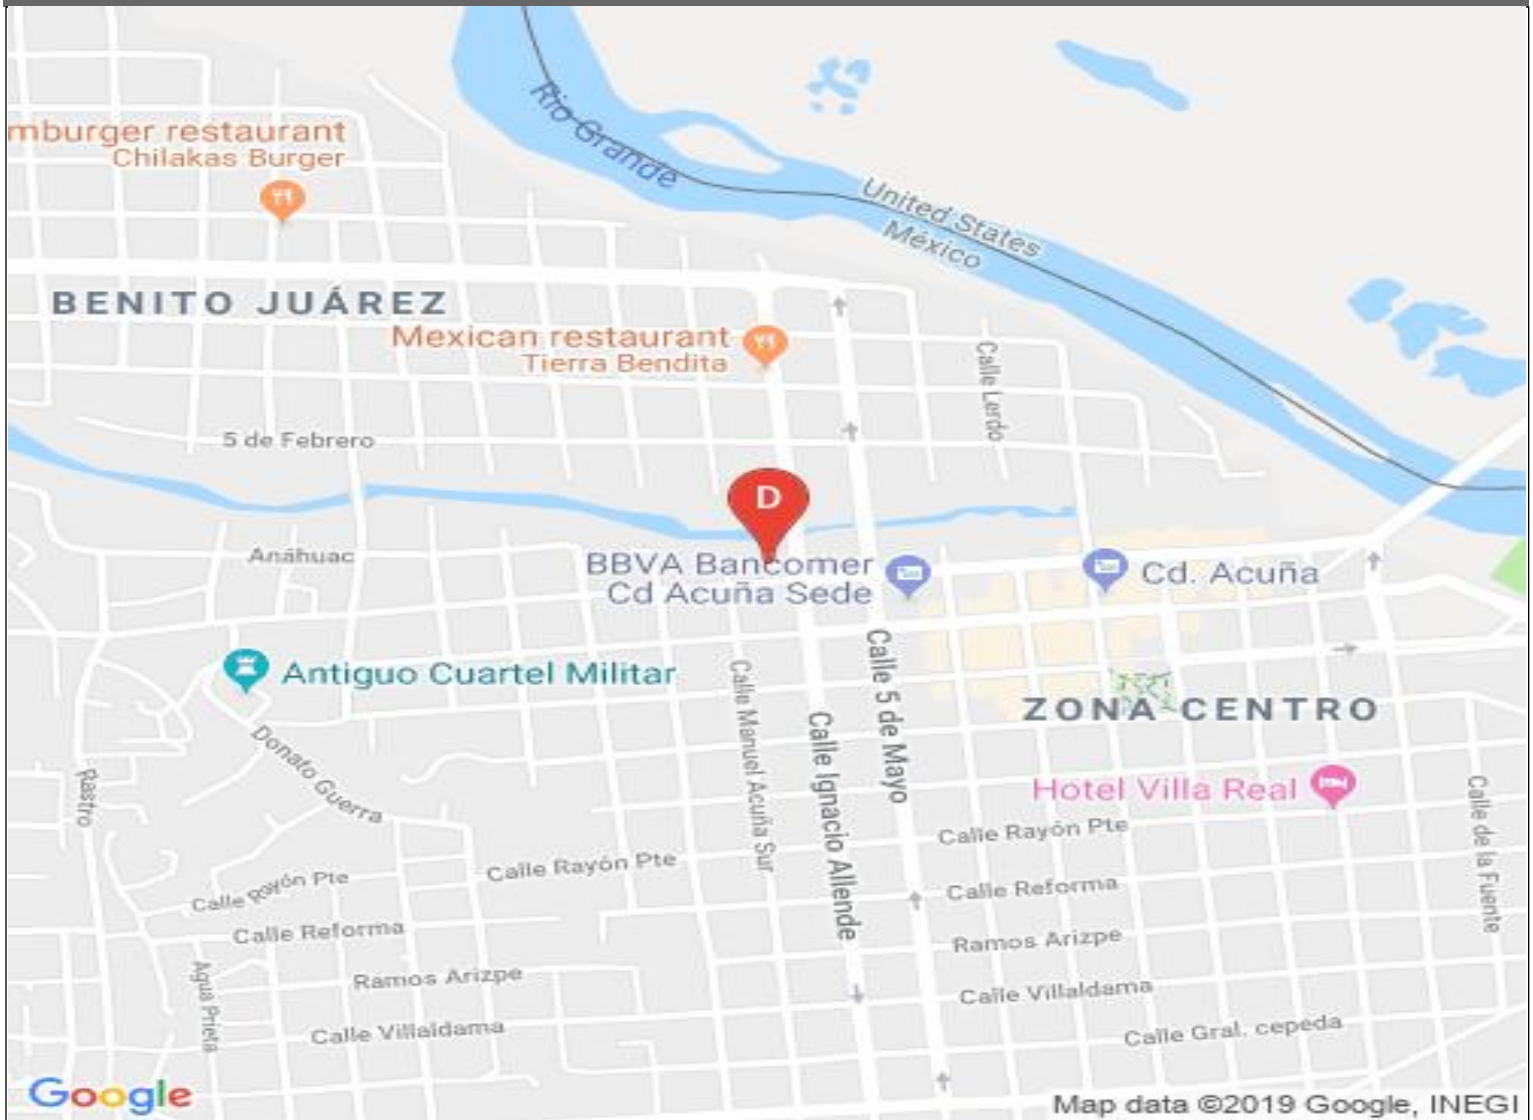 Rio Grande
mburger restaurant
Chilakas Burger
United States
México
BENITO JUÁREZ
Mexican restaurant
Tierra Bendita
Calle Lerdo
5 de Febrero
D
Anáhuac
BBVA Bancomer
Cd Acuña Sede
Cd. Acuña
Antiguo Cuartel Militar
Calle Manuel Acuña Sur
Calle Ignacio Allende
Calle 5 de Mayo
ZONA CENTRO
Donato Guerra
Rastro
Hotel Villa Real
Calle de la Fuente
Calle Rayón Pte
Calle Rayón Pte
Calle Rayón Pte
Calle Reforma
Calle Reforma
Ramos Arizpe
Ramos Arizpe
Agua Prieta
Calle Villaldama
Calle Villaldama
Calle Gral. cepeda
Google
Map data ©2019 Google, INEGI